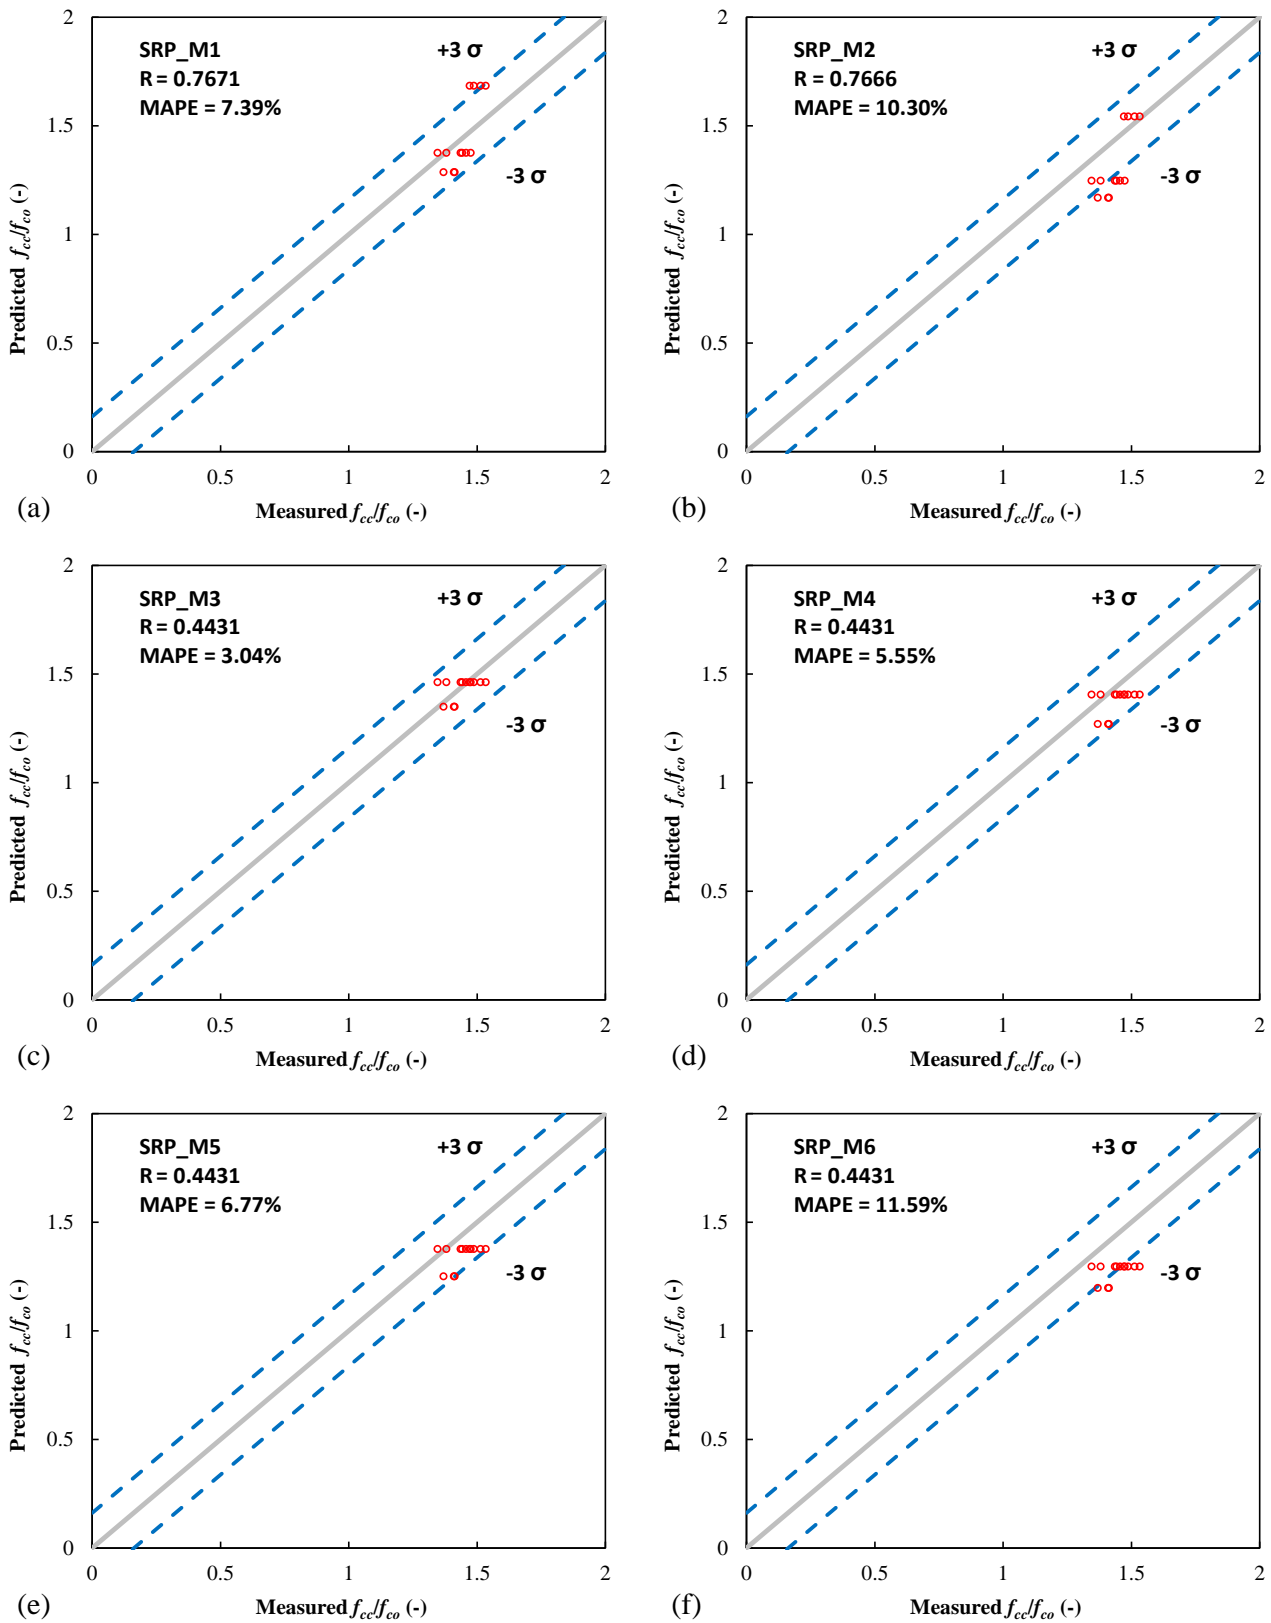 SRP_M1
R = 0.7671
MAPE = 7.39%
+3 σ
-3 σ
2
1.5
1
0.5
0
0 0.5 1 1.5 2
Predicted fcc/fco (-)
Measured fcc/fco (-)
(a)
SRP_M2
R = 0.7666
MAPE = 10.30%
+3 σ
-3 σ
2
1.5
1
0.5
0
0 0.5 1 1.5 2
Predicted fcc/fco (-)
Measured fcc/fco (-)
(b)
SRP_M3
R = 0.4431
MAPE = 3.04%
+3 σ
-3 σ
2
1.5
1
0.5
0
0 0.5 1 1.5 2
Predicted fcc/fco (-)
Measured fcc/fco (-)
(c)
SRP_M4
R = 0.4431
MAPE = 5.55%
+3 σ
-3 σ
2
1.5
1
0.5
0
0 0.5 1 1.5 2
Predicted fcc/fco (-)
Measured fcc/fco (-)
(d)
SRP_M5
R = 0.4431
MAPE = 6.77%
+3 σ
-3 σ
2
1.5
1
0.5
0
0 0.5 1 1.5 2
Predicted fcc/fco (-)
Measured fcc/fco (-)
(e)
SRP_M6
R = 0.4431
MAPE = 11.59%
+3 σ
-3 σ
2
1.5
1
0.5
0
0 0.5 1 1.5 2
Predicted fcc/fco (-)
Measured fcc/fco (-)
(f)